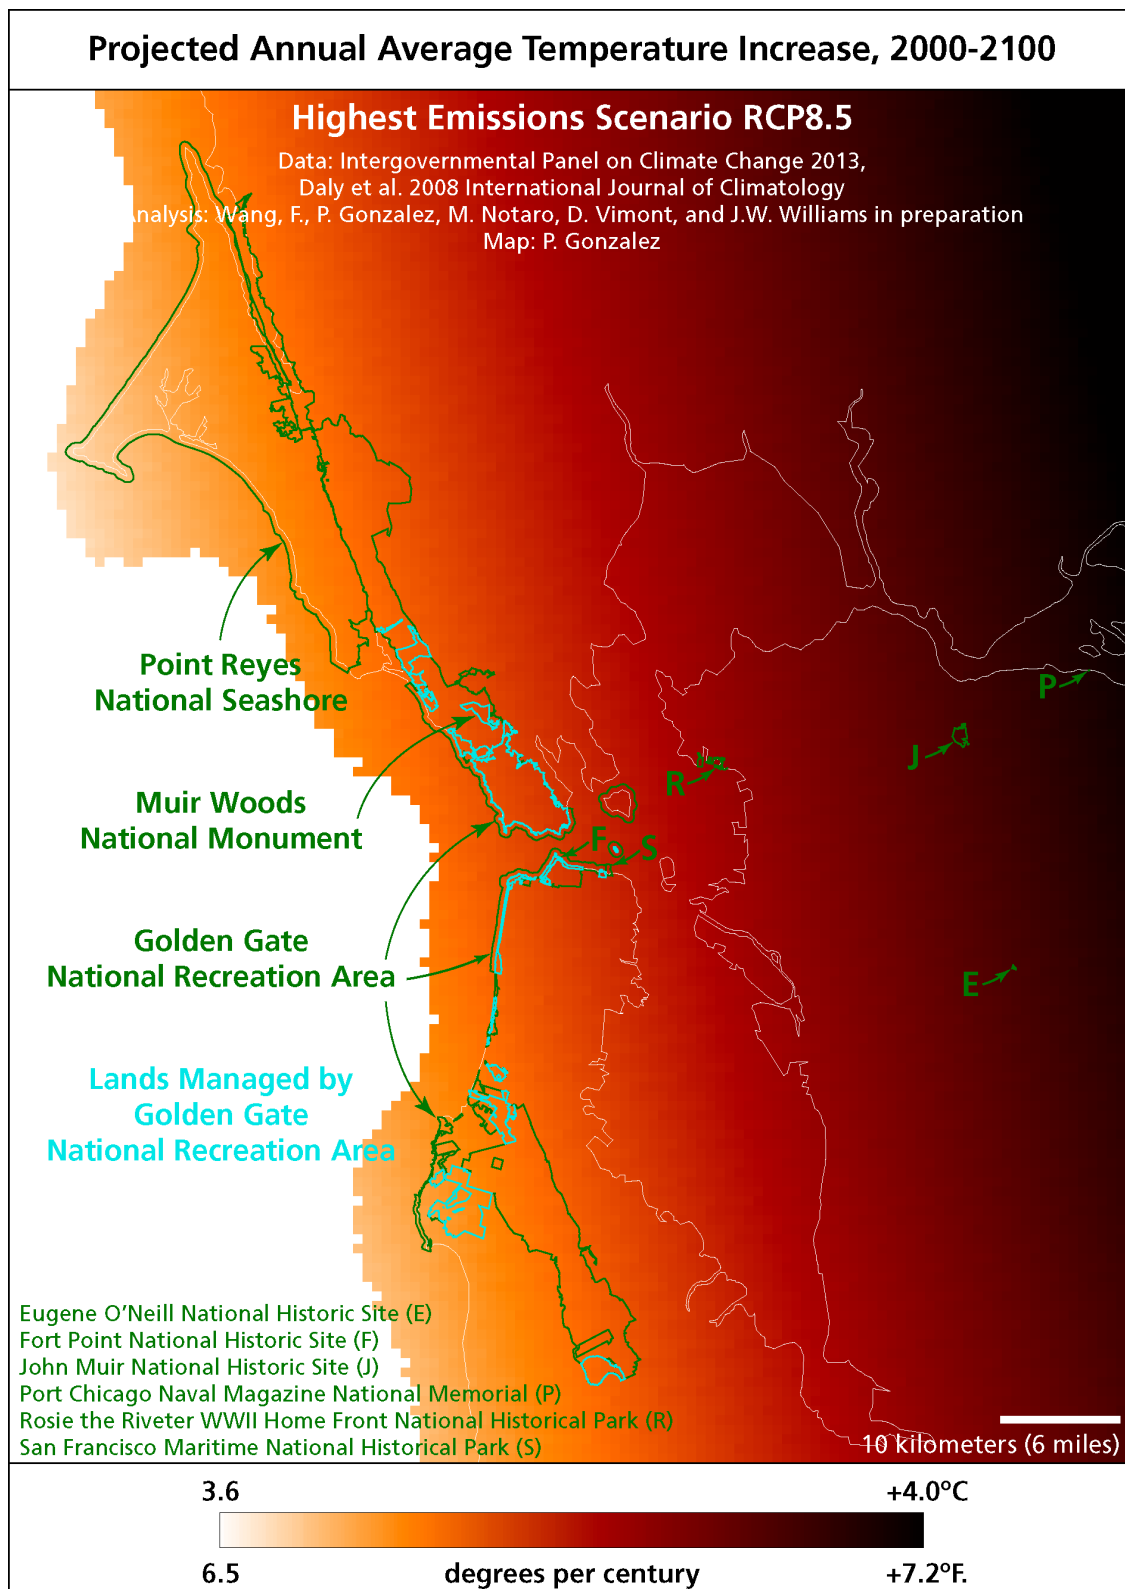 Projected Annual Average Temperature Increase, 2000-2100
Highest Emissions Scenario RCP8.5
Data: Intergovernmental Panel on Climate Change 2013,
Daly et al. 2008 International Journal of Climatology
Analysis: Wang, F., P. Gonzalez, M. Notaro, D. Vimont, and J.W. Williams in preparation
Map: P. Gonzalez
Point Reyes
National Seashore
P
J
R
Muir Woods
National Monument
F
S
Golden Gate
National Recreation Area
E
Lands Managed by
Golden Gate
National Recreation Area
Eugene O’Neill National Historic Site (E)
Fort Point National Historic Site (F)
John Muir National Historic Site (J)
Port Chicago Naval Magazine National Memorial (P)
Rosie the Riveter WWII Home Front National Historical Park (R)
San Francisco Maritime National Historical Park (S)
10 kilometers (6 miles)
3.6 +4.0ºC
6.5 degrees per century +7.2ºF.